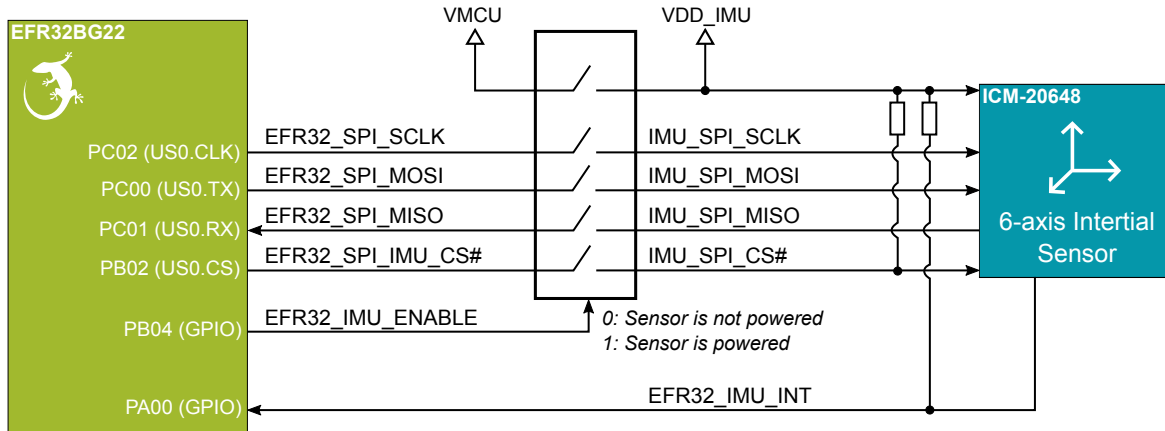 VMCU
VDD_IMU
EFR32BG22
ICM-20648
PC02 (US0.CLK)
EFR32_SPI_SCLK
IMU_SPI_SCLK
PC00 (US0.TX)
EFR32_SPI_MOSI
IMU_SPI_MOSI
PC01 (US0.RX)
EFR32_SPI_MISO
IMU_SPI_MISO
PB02 (US0.CS)
EFR32_SPI_IMU_CS#
IMU_SPI_CS#
6-axis Intertial
Sensor
PB04 (GPIO)
EFR32_IMU_ENABLE
0: Sensor is not powered
1: Sensor is powered
PA00 (GPIO)
EFR32_IMU_INT